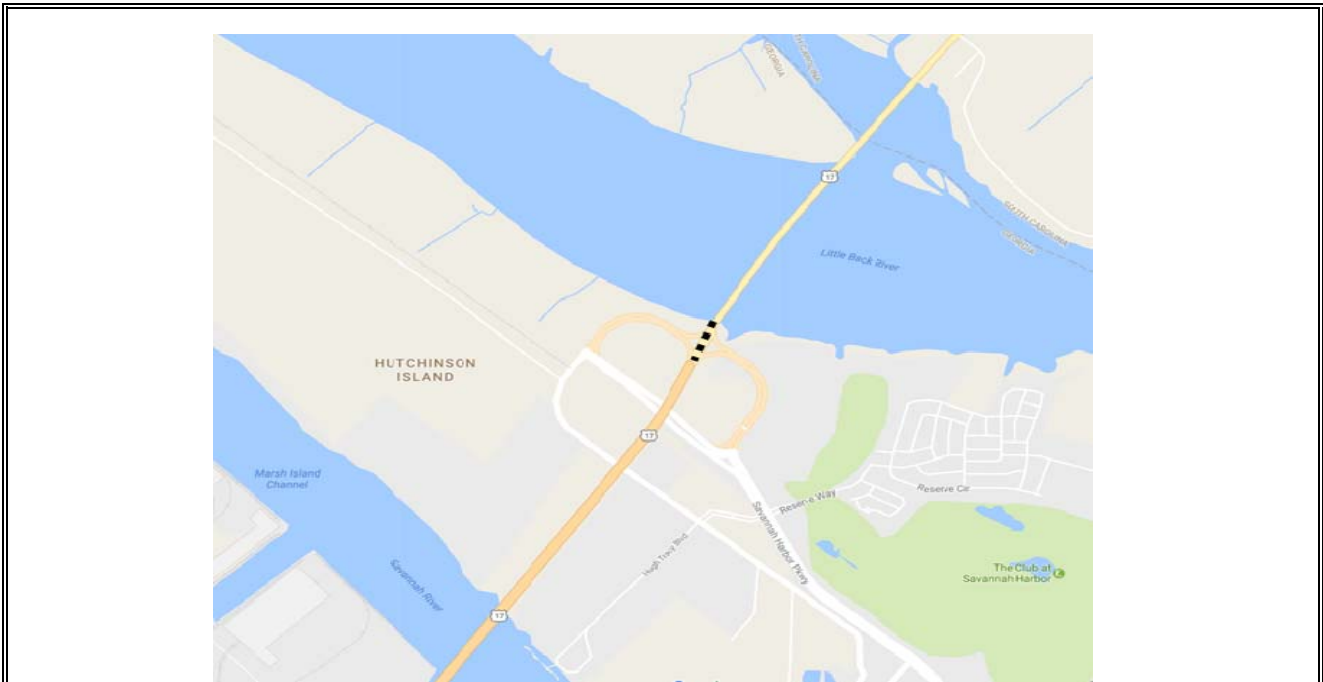 GEORGIA
17
SOUTH CAROLINA
GEORGIA
Little Back River
HUTCHINSON
ISLAND
17
Marsh Island
Channel
Reserve Cir
Reserve Way
Savannah Harbor Pkwy
Hugh Tracy Blvd
Savannah River
The Club at
Savannah Harbor
17